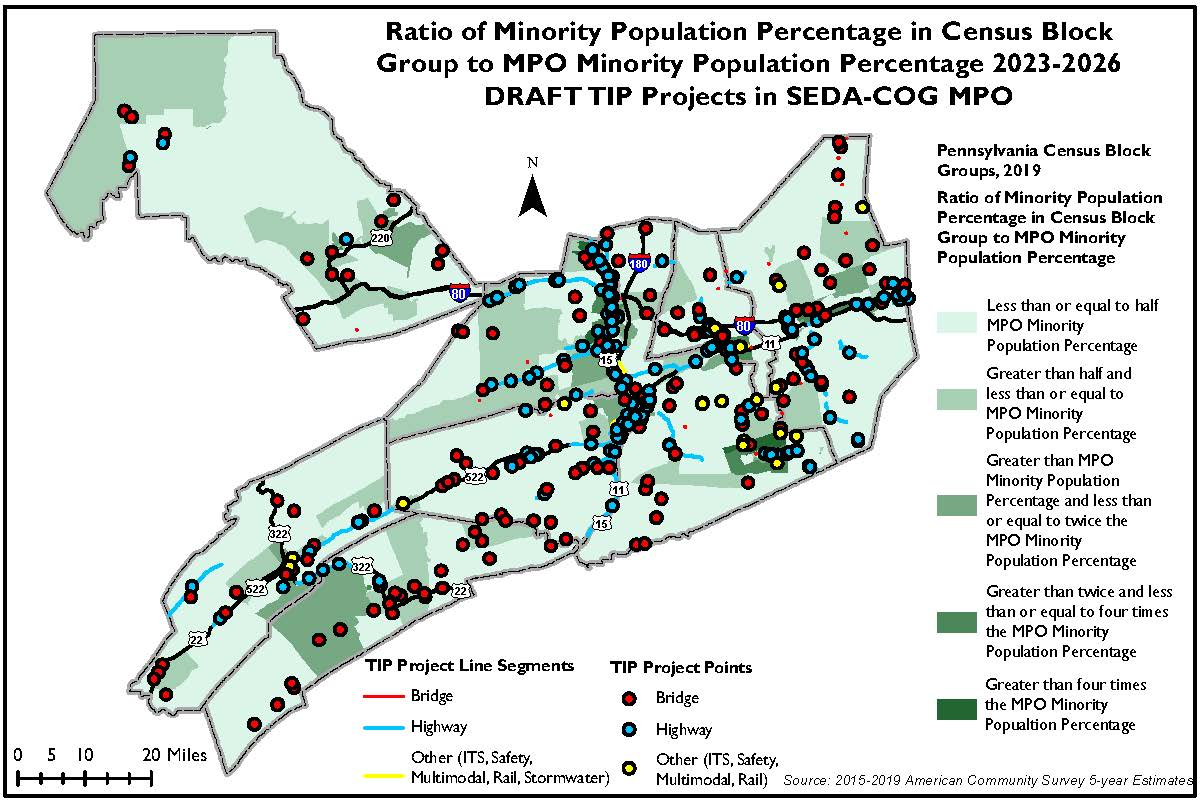 Ratio of Minority Population Percentage in Census Block
Group to MPO Minority Population Percentage 2023-2026
DRAFT TIP Projects in SEDA-COG MPO
N
Pennsylvania Census Block
Groups, 2019
Ratio of Minority Population
Percentage in Census Block
Group to MPO Minority
Population Percentage
Less than or equal to half
MPO Minority
Population Percentage
Greater than half and
less than or equal to
MPO Minority
Population Percentage
Greater than MPO
Minority Population
Percentage and less than
or equal to twice the
MPO Minority
Population Percentage
Greater than twice and less
than or equal to four times
the MPO Minority
Population Percentage
Greater than four times
the MPO Minority
Popualtion Percentage
220
80
180
80
11
15
522
11
15
322
322
522
22
22
TIP Project Line Segments
Bridge
Highway
Other (ITS, Safety,
Multimodal, Rail, Stormwater)
TIP Project Points
Bridge
Highway
Other (ITS, Safety,
Multimodal, Rail)
0 5 10 20 Miles
Source: 2015-2019 American Community Survey 5-year Estimates